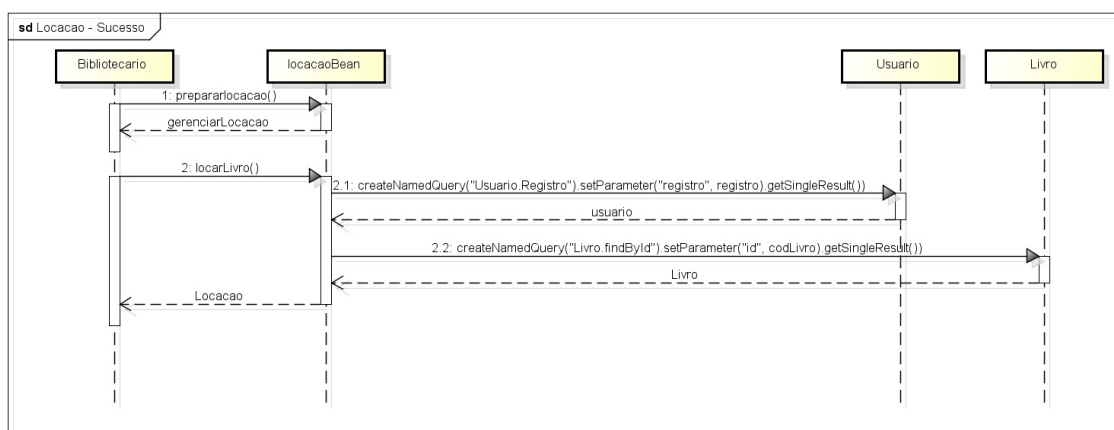 sd Locacao - Sucesso
Bibliotecario
locacaoBean
Usuario
Livro
1: prepararlocacao()
gerenciarLocacao
2: locarLivro()
2.1: createNamedQuery("Usuario.Registro").setParameter("registro", registro).getSingleResult())
usuario
2.2: createNamedQuery("Livro.findById").setParameter("id", codLivro).getSingleResult())
Livro
Locacao